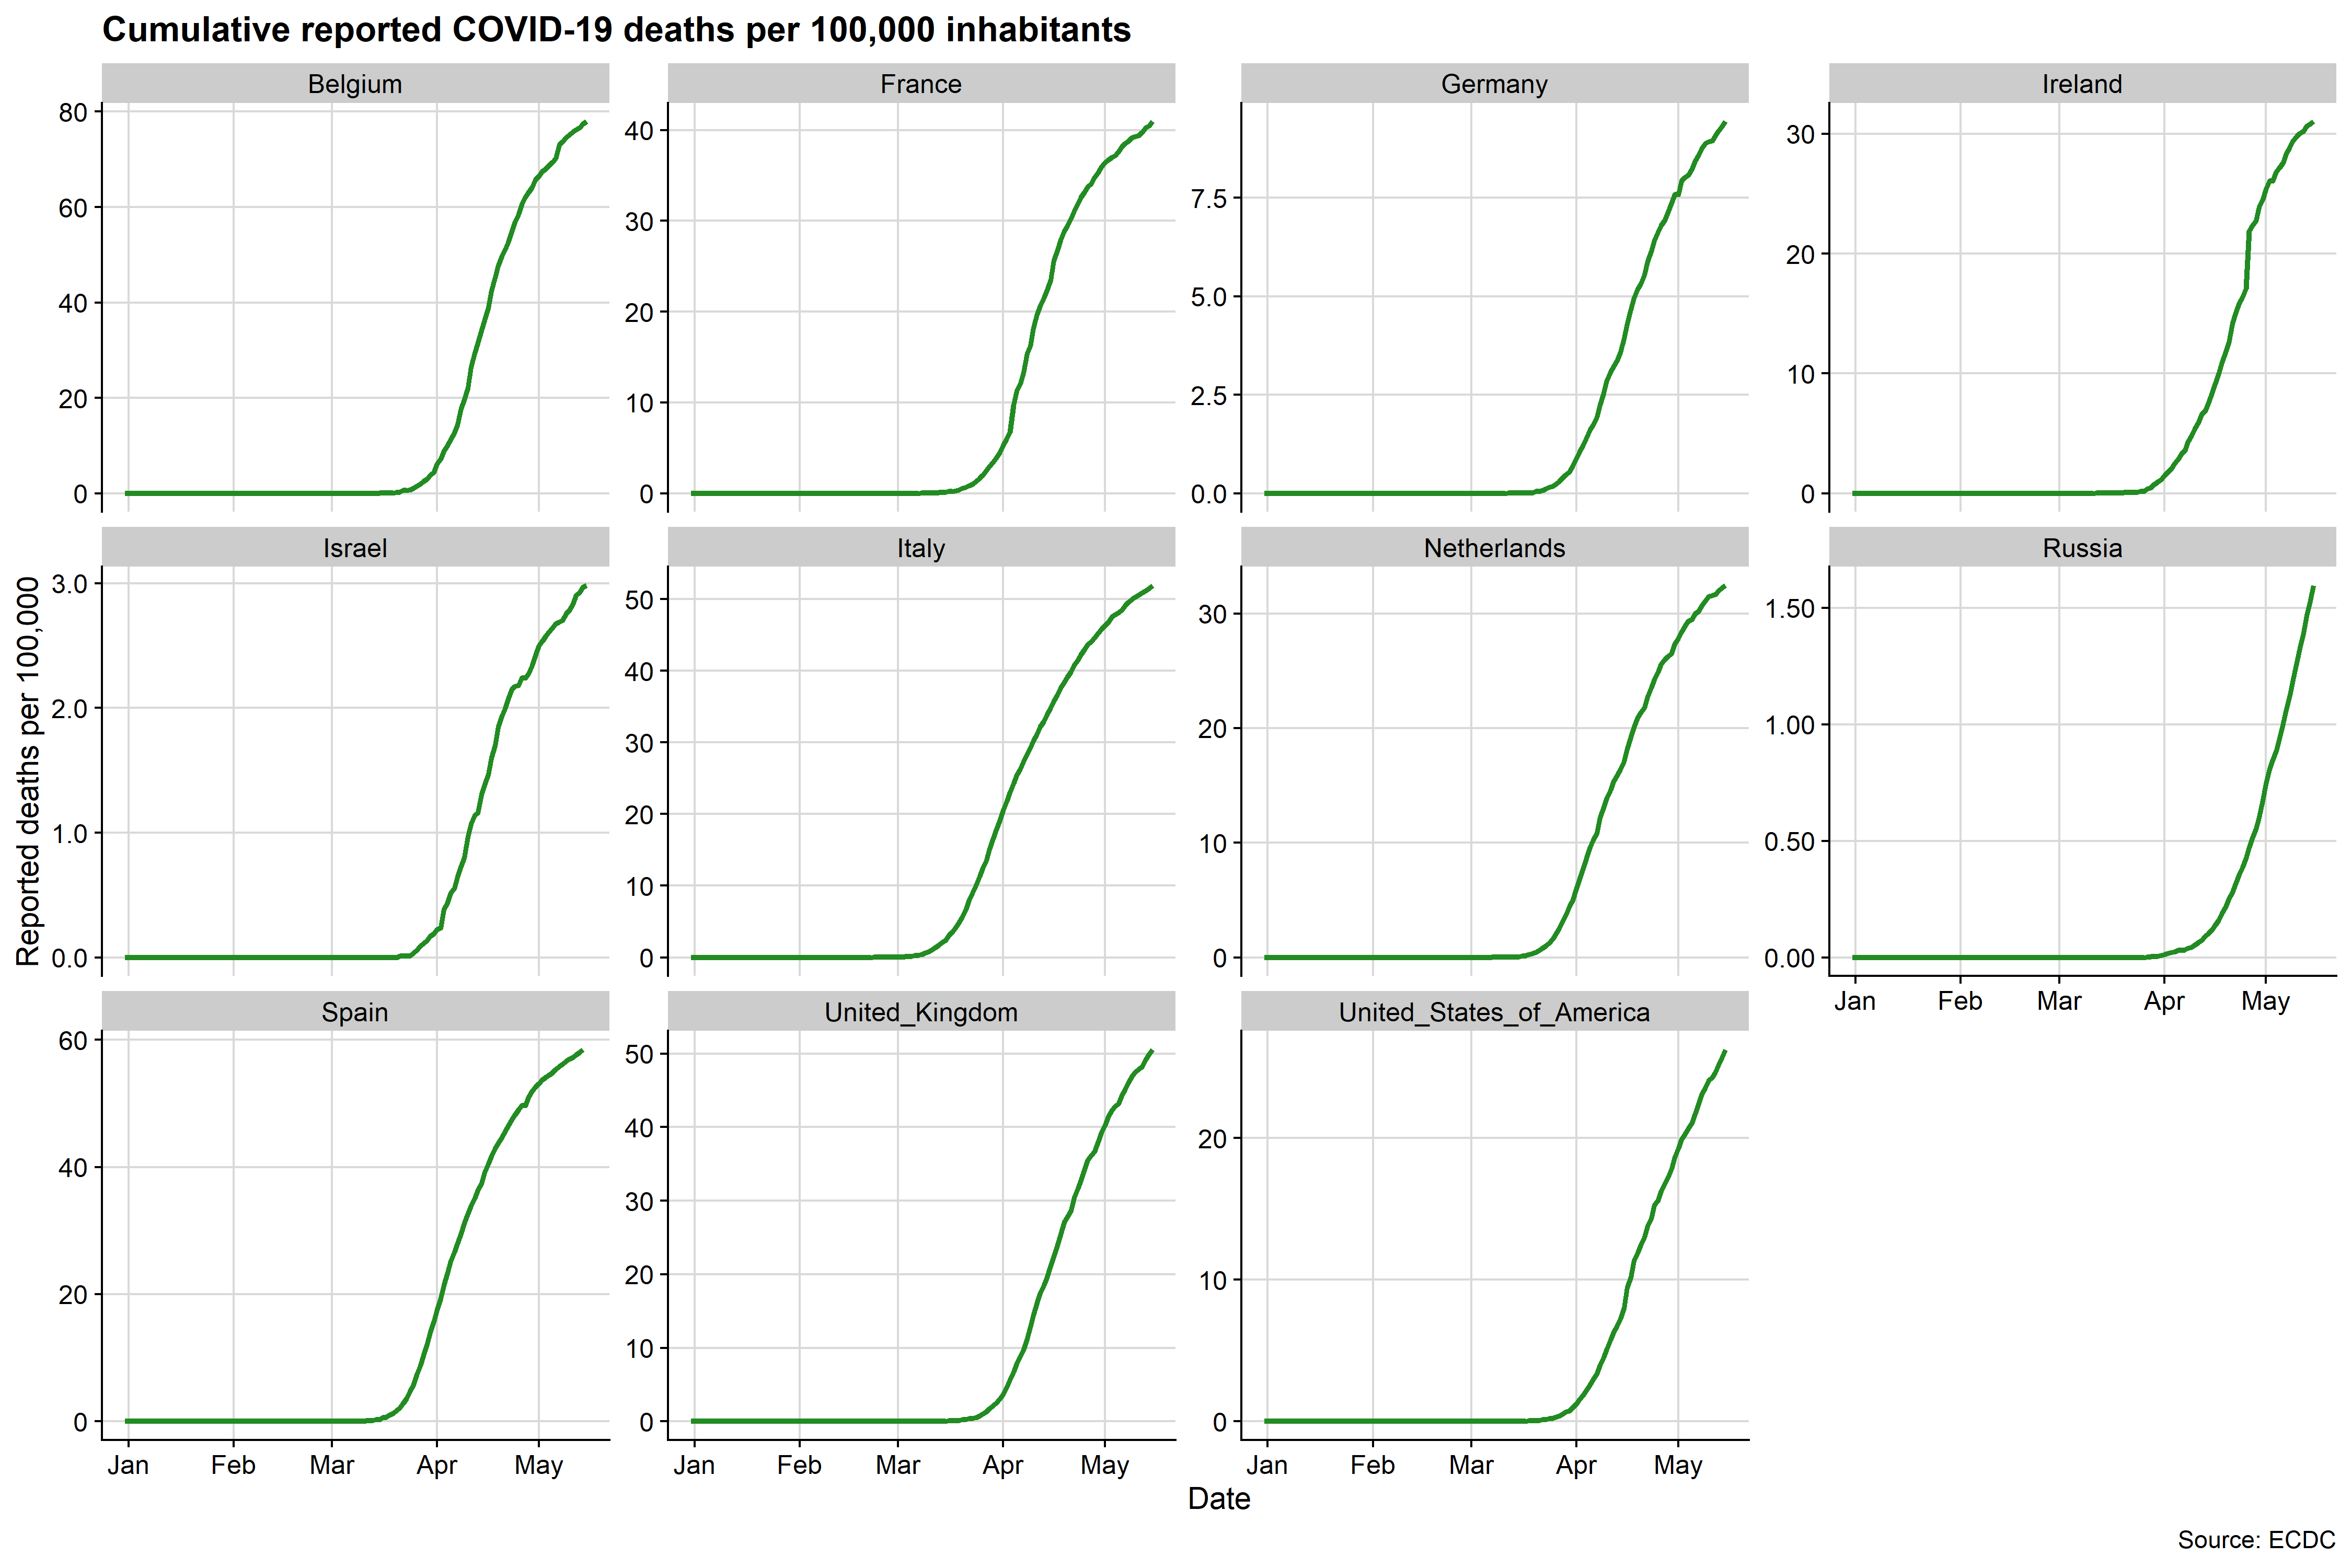 Cumulative reported COVID-19 deaths per 100,000 inhabitants
Belgium
France
Germany
Ireland
80
60
40
20
0
40
30
20
10
0
7.5
5.0
2.5
0.0
30
20
10
0
Reported deaths per 100,000
Israel
Italy
Netherlands
Russia
3.0
2.0
1.0
0.0
50
40
30
20
10
0
30
20
10
0
1.50
1.00
0.50
0.00
Jan Feb Mar Apr May
Spain
United_Kingdom
United_States_of_America
60
40
20
0
50
40
30
20
10
0
20
10
0
Jan Feb Mar Apr May
Jan Feb Mar Apr May
Jan Feb Mar Apr May
Date
Source: ECDC